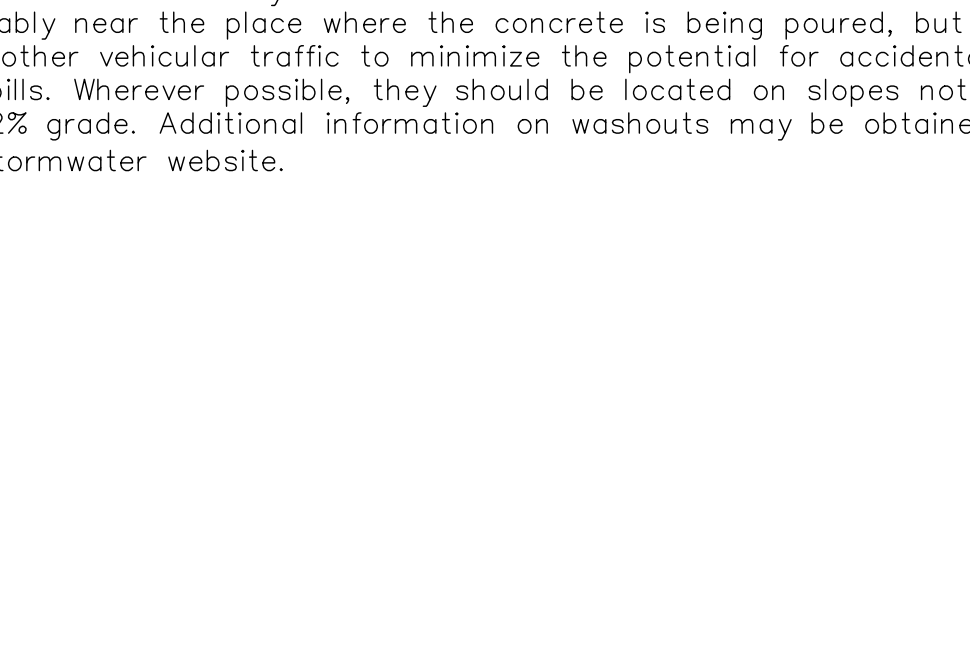 ably near the place where the concrete is being poured, but
other vehicular traffic to minimize the potential for accident
ills. Wherever possible, they should be located on slopes not
2% grade. Additional information on washouts may be obtaine
tormwater website.